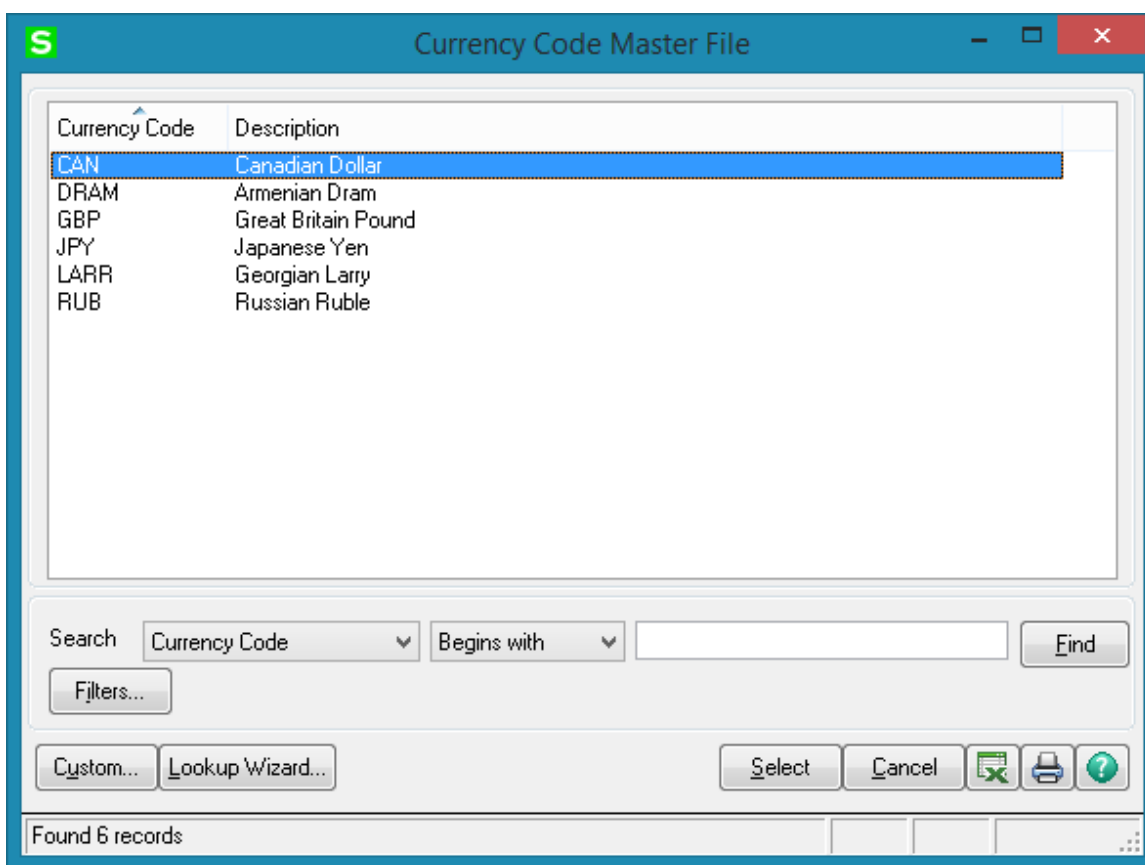 S Currency Code Master File
Currency Code Description
CAN Canadian Dollar
DRAM Armenian Dram
GBP Great Britain Pound
JPY Japanese Yen
LARR Georgian Larry
RUB Russian Ruble
Search Currency Code Begins with Find
Filters...
Custom... Lookup Wizard... Select Cancel ?
Found 6 records